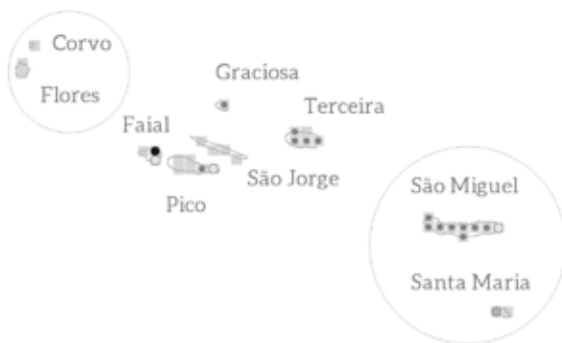 Corvo
Flores
Graciosa
Terceira
Faial
Pico
São Jorge
São Miguel
Santa Maria